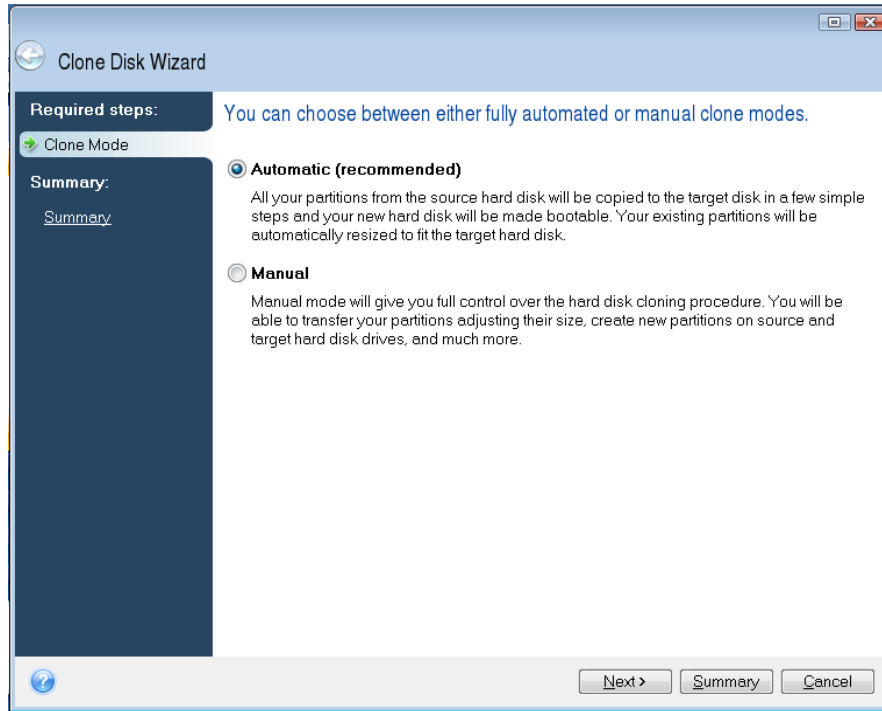 Clone Disk Wizard
Required steps:
Clone Mode
Summary:
Summary
You can choose between either fully automated or manual clone modes.
Automatic (recommended)
All your partitions from the source hard disk will be copied to the target disk in a few simple
steps and your new hard disk will be made bootable. Your existing partitions will be
automatically resized to fit the target hard disk.
Manual
Manual mode will give you full control over the hard disk cloning procedure. You will be
able to transfer your partitions adjusting their size, create new partitions on source and
target hard disk drives, and much more.
?
Next >
Summary
Cancel